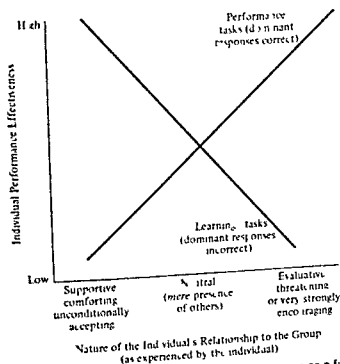 Performance
tasks (dominant
responses correct)
High
Individual Performance Effectiveness
Learning tasks
(dominant responses
incorrect)
Low
Supportive
comforting
unconditionally
accepting
Neutral
(mere presence
of others)
Evaluative
threatening
or very strongly
encouraging
Nature of the Individual's Relationship to the Group
(as experienced by the individual)